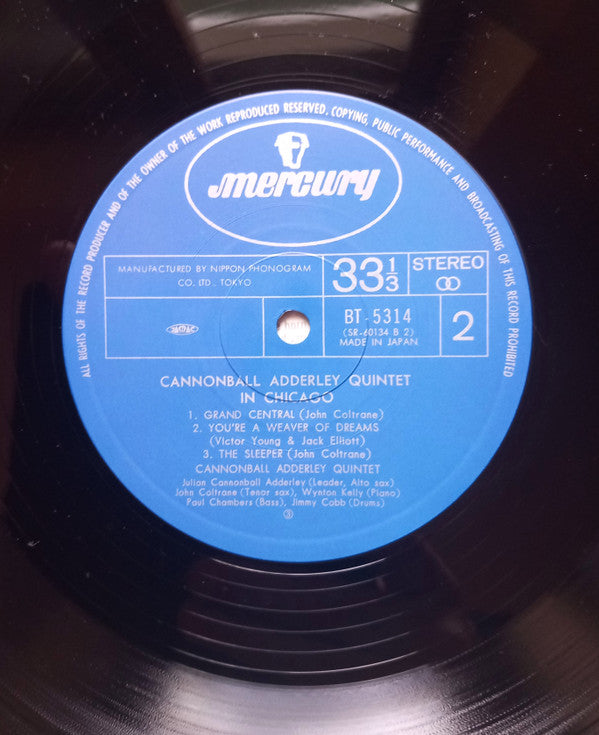 ALL RIGHTS OF THE RECORD PRODUCER AND OF THE OWNER OF THE WORK REPRODUCED RESERVED. COPYING, PUBLIC PERFORMANCE AND BROADCASTING OF THIS RECORD PROHIBITED
mercury
MANUFACTURED BY NIPPON PHONOGRAM
CO. LTD., TOKYO
33 1/3
STEREO
BT-5314
(SR-60134 B 2)
MADE IN JAPAN
2
CANNONBALL ADDERLEY QUINTET
IN CHICAGO
1. GRAND CENTRAL (John Coltrane)
2. YOU'RE A WEAVER OF DREAMS
(Victor Young & Jack Elliott)
3. THE SLEEPER (John Coltrane)
CANNONBALL ADDERLEY QUINTET
Julian Cannonball Adderley (Leader, Alto sax)
John Coltrane (Tenor sax), Wynton Kelly (Piano)
Paul Chambers (Bass), Jimmy Cobb (Drums)
③